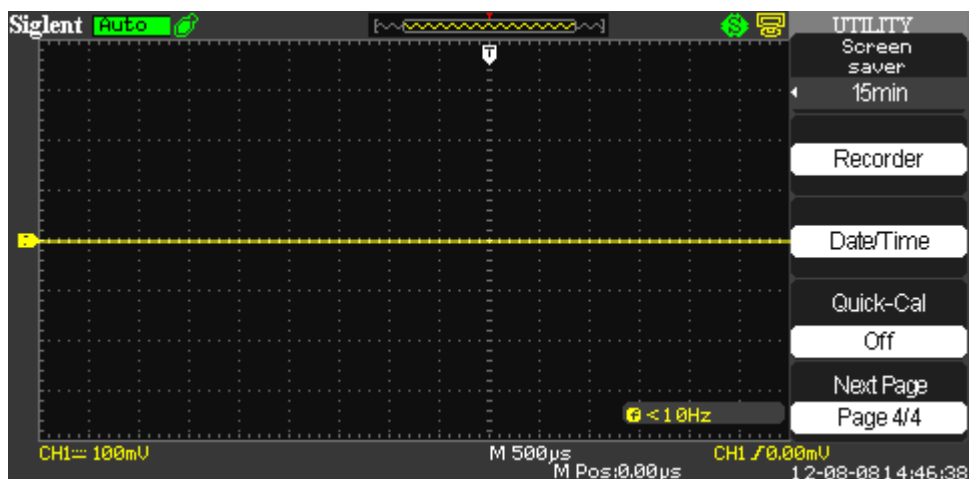 Siglent Auto
T
UTILITY
Screen
saver
15min
Recorder
Date/Time
Quick-Cal
Off
Next Page
Page 4/4
f <10Hz
CH1 100mV
M 500µs
CH1 0.00mV
M Pos:0.00µs
12-08-08 14:46:38